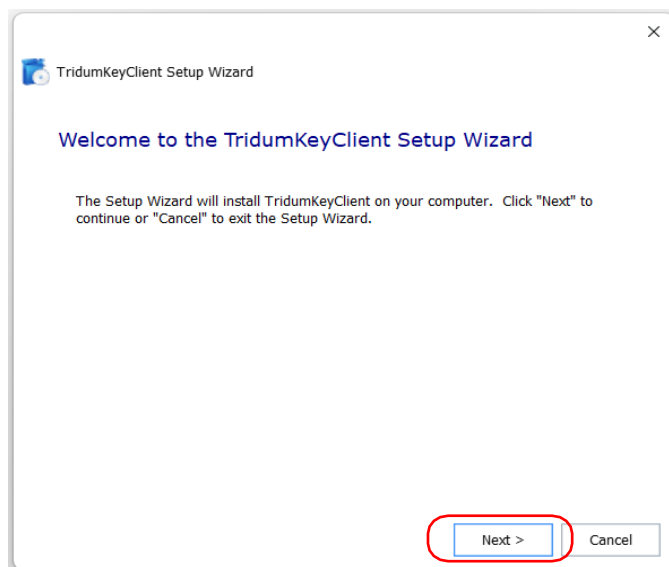 TridumKeyClient Setup Wizard
Welcome to the TridumKeyClient Setup Wizard
The Setup Wizard will install TridumKeyClient on your computer.  Click "Next" to
continue or "Cancel" to exit the Setup Wizard.
Next >
Cancel